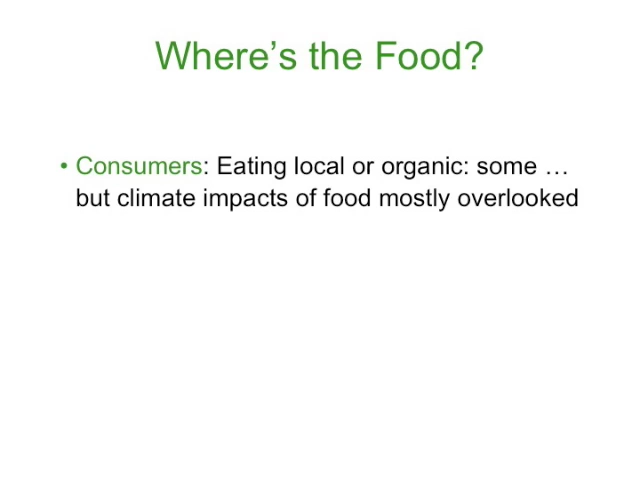 Where’s the Food?
• Consumers: Eating local or organic: some …
but climate impacts of food mostly overlooked